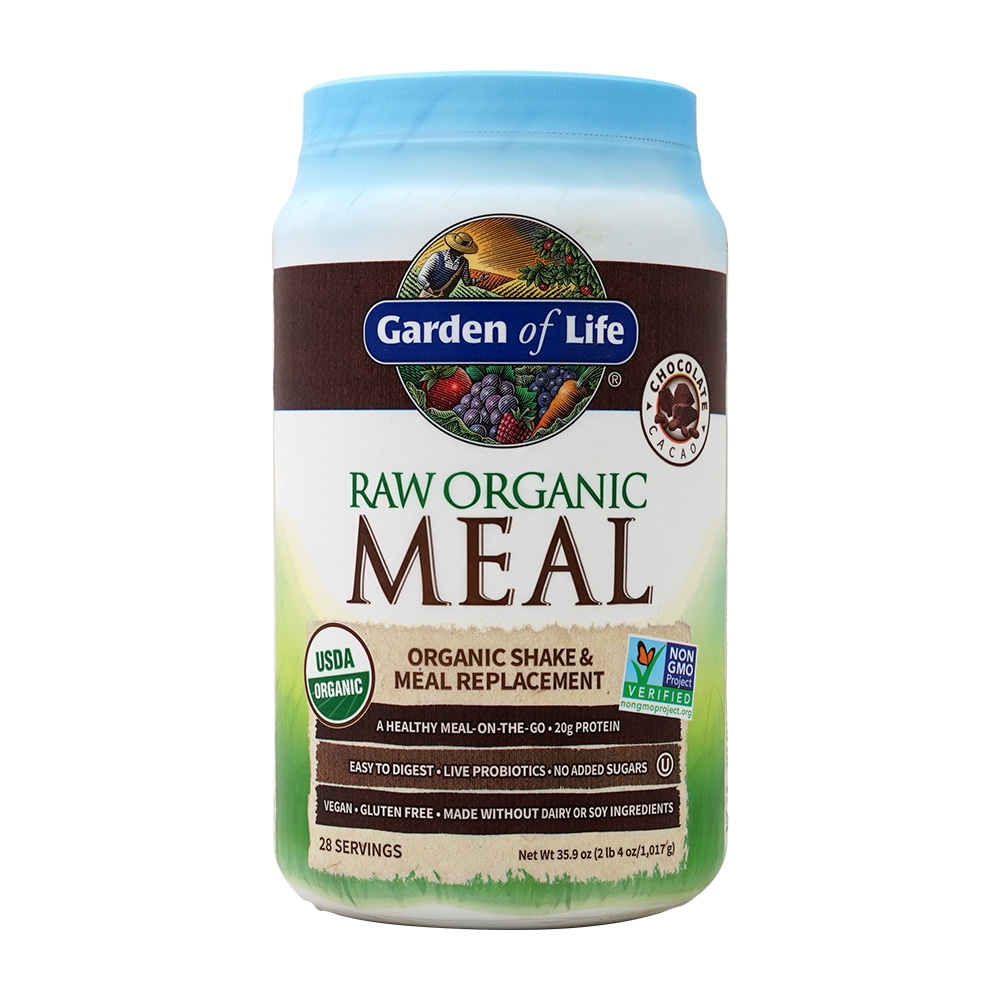 Garden of Life
®
CHOCOLATE
CACAO
RAW ORGANIC
MEAL
USDA
ORGANIC
ORGANIC SHAKE &
MEAL REPLACEMENT
NON
GMO
Project
VERIFIED
nongmoproject.org
A HEALTHY MEAL-ON-THE-GO • 20g PROTEIN
EASY TO DIGEST • LIVE PROBIOTICS • NO ADDED SUGARS U
VEGAN • GLUTEN FREE • MADE WITHOUT DAIRY OR SOY INGREDIENTS
28 SERVINGS
Net Wt 35.9 oz (2 lb 4 oz/1,017 g)